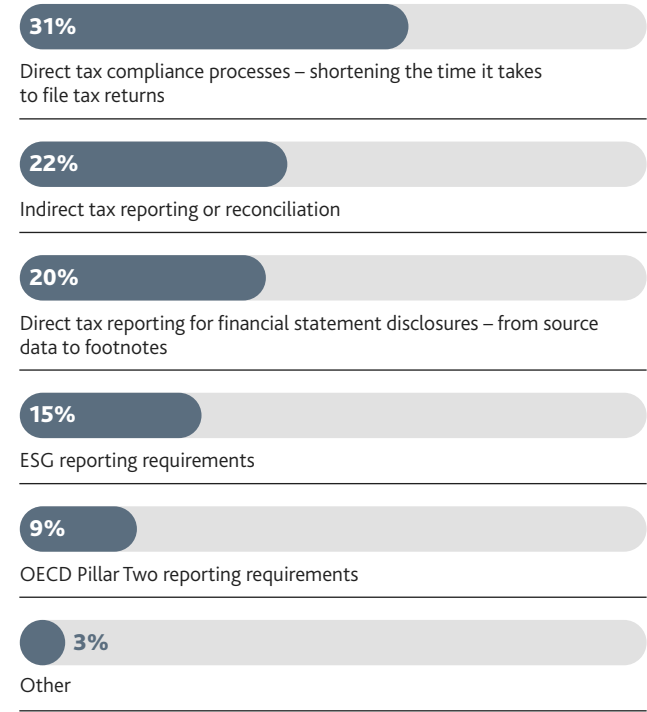 31%
Direct tax compliance processes – shortening the time it takes
to file tax returns
22%
Indirect tax reporting or reconciliation
20%
Direct tax reporting for financial statement disclosures – from source
data to footnotes
15%
ESG reporting requirements
9%
OECD Pillar Two reporting requirements
3%
Other